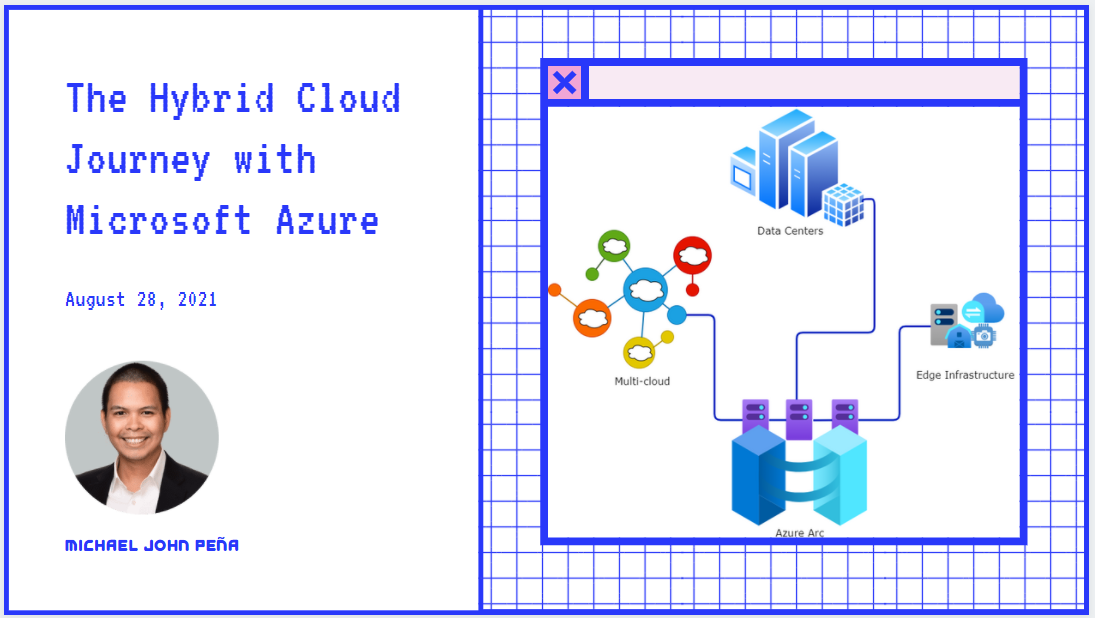 The Hybrid Cloud
Journey with
Microsoft Azure
August 28, 2021
MICHAEL JOHN PEÑA
Data Centers
Multi-cloud
Edge Infrastructure
Azure Arc